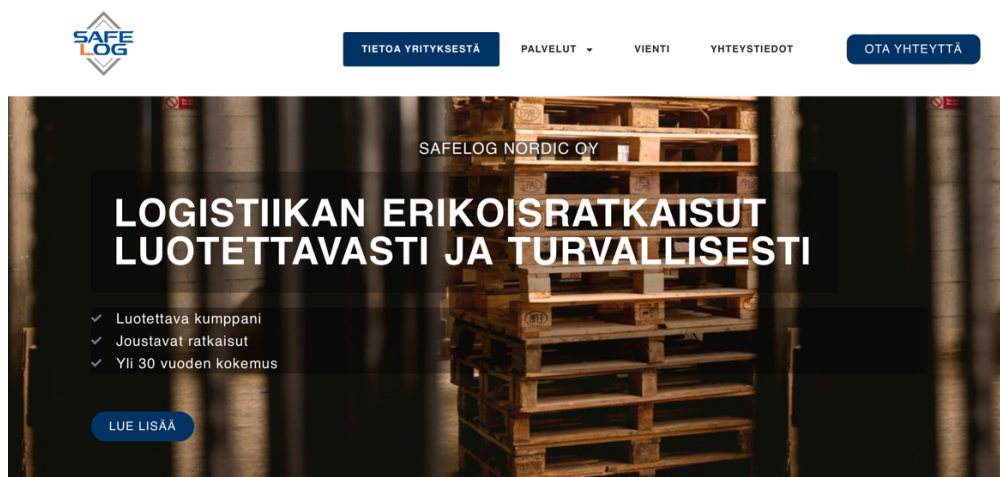 SAFE
LOG
TIETOA YRITYKSESTÄ
PALVELUT
VIENTI
YHTEYSTIEDOT
OTA YHTEYTTÄ
SAFELOG NORDIC OY
LOGISTIIKAN ERIKOISRATKAISUT
LUOTETTAVASTI JA TURVALLISESTI
Luotettava kumppani
Joustavat ratkaisut
Yli 30 vuoden kokemus
LUE LISÄÄ